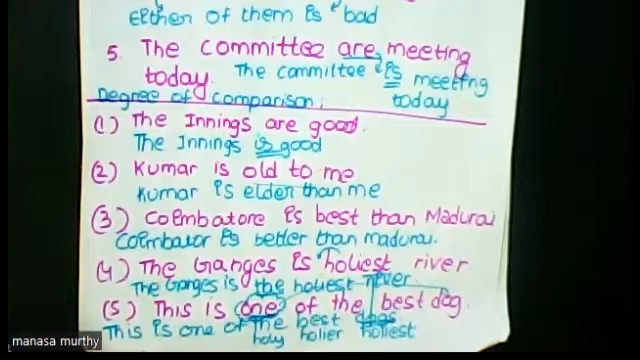 either of them is bad
5. The committee are meeting
today. The committee is meeting
today
Degree of comparison:
(1) The Innings are good.
The Innings is good
(2) Kumar is old to me
Kumar is elder than me
(3) Coimbatore is best than Madurai
Coimbator is better than madurai.
(4) The Ganges is holiest river
The Ganges is the holiest river.
(5) This is one of the best dog.
This is one of the best dogs
holy holier holiest
manasa murthy